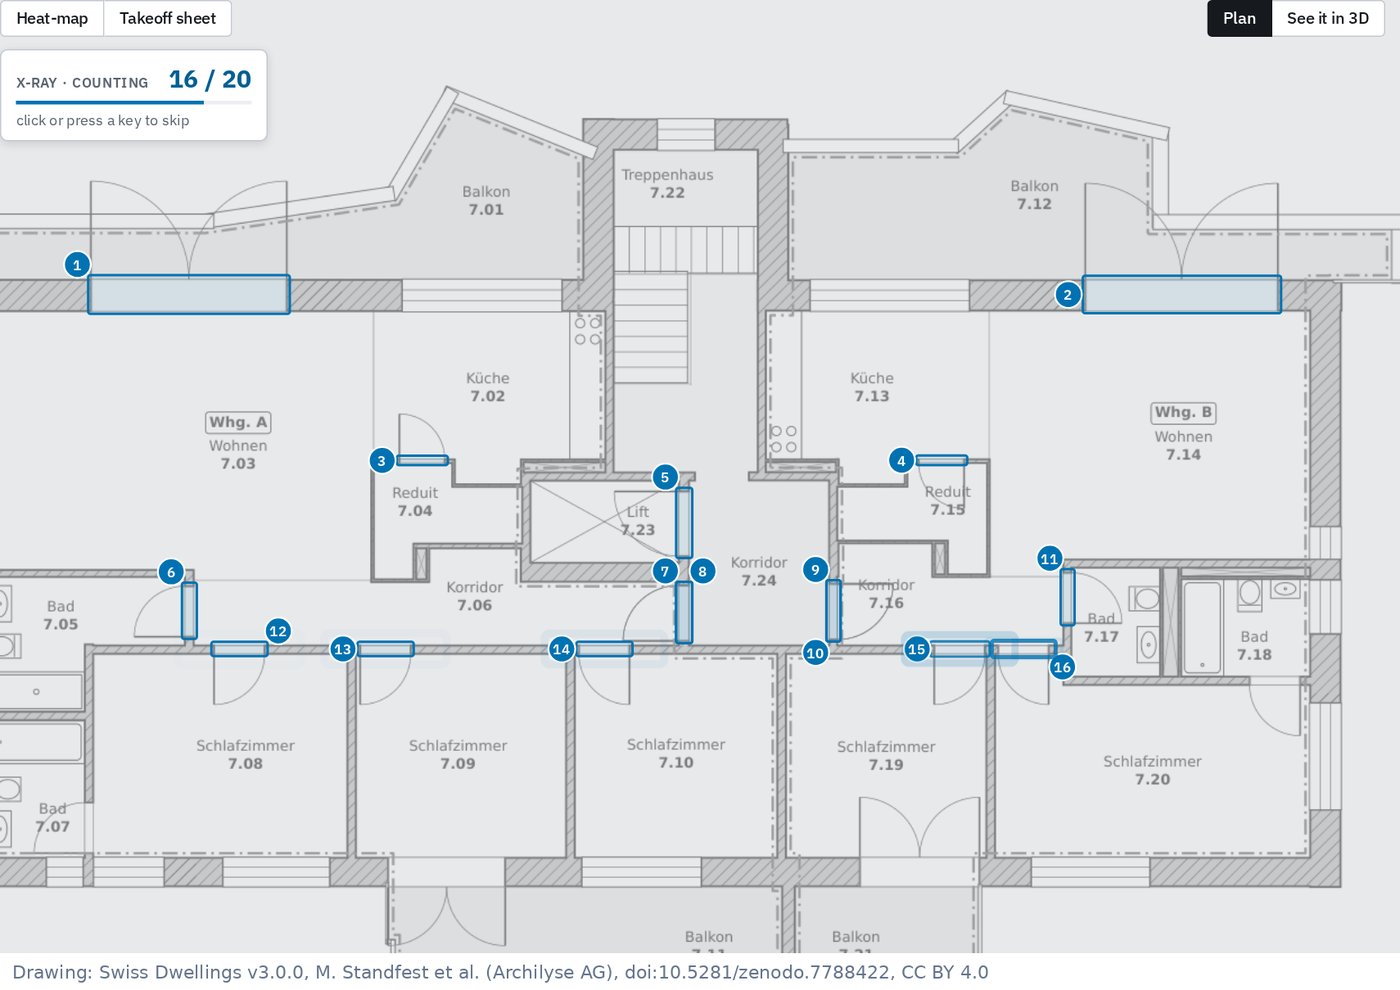 Heat-map
Takeoff sheet
Plan
See it in 3D
X-RAY · COUNTING
16 / 20
click or press a key to skip
Treppenhaus
7.22
Balkon
7.01
Balkon
7.12
1
2
Küche
7.02
Küche
7.13
Whg. A
Wohnen
7.03
Whg. B
Wohnen
7.14
3
4
5
Reduit
7.04
Lift
7.23
Reduit
7.15
6
7
8
9
11
Korridor
7.24
Korridor
7.06
Korridor
7.16
Bad
7.05
Bad
7.17
Bad
7.18
12
13
14
10
15
16
Schlafzimmer
7.08
Schlafzimmer
7.09
Schlafzimmer
7.10
Schlafzimmer
7.19
Schlafzimmer
7.20
Bad
7.07
Balkon
Balkon
Drawing: Swiss Dwellings v3.0.0, M. Standfest et al. (Archilyse AG), doi:10.5281/zenodo.7788422, CC BY 4.0